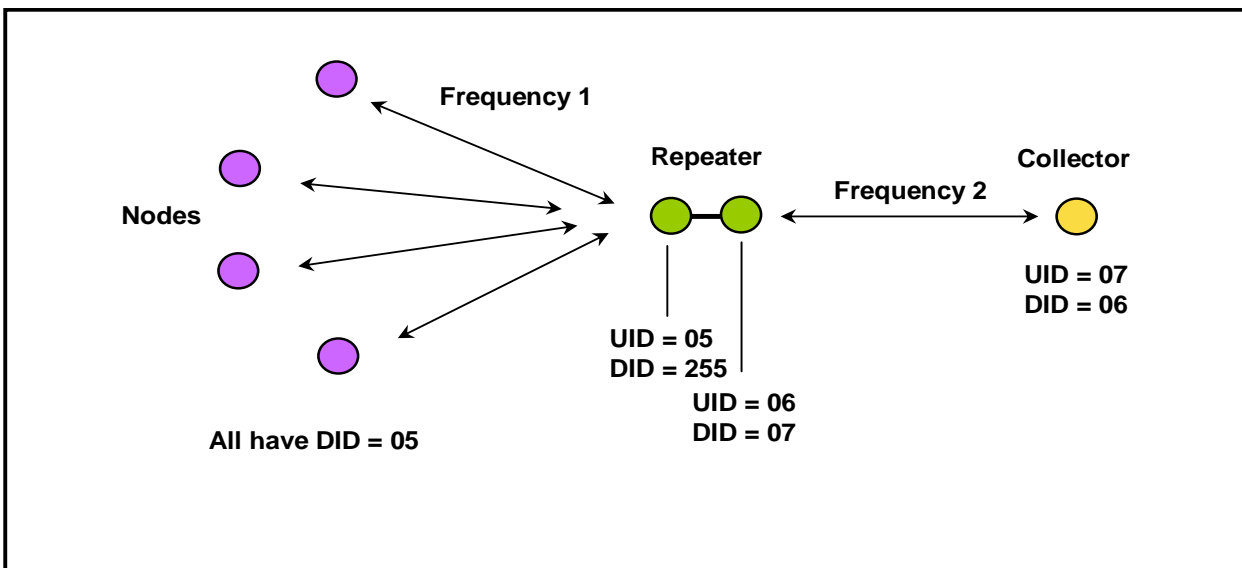 Frequency 1
Repeater
Collector
Frequency 2
Nodes
UID = 07
DID = 06
UID = 05
DID = 255
UID = 06
DID = 07
All have DID = 05